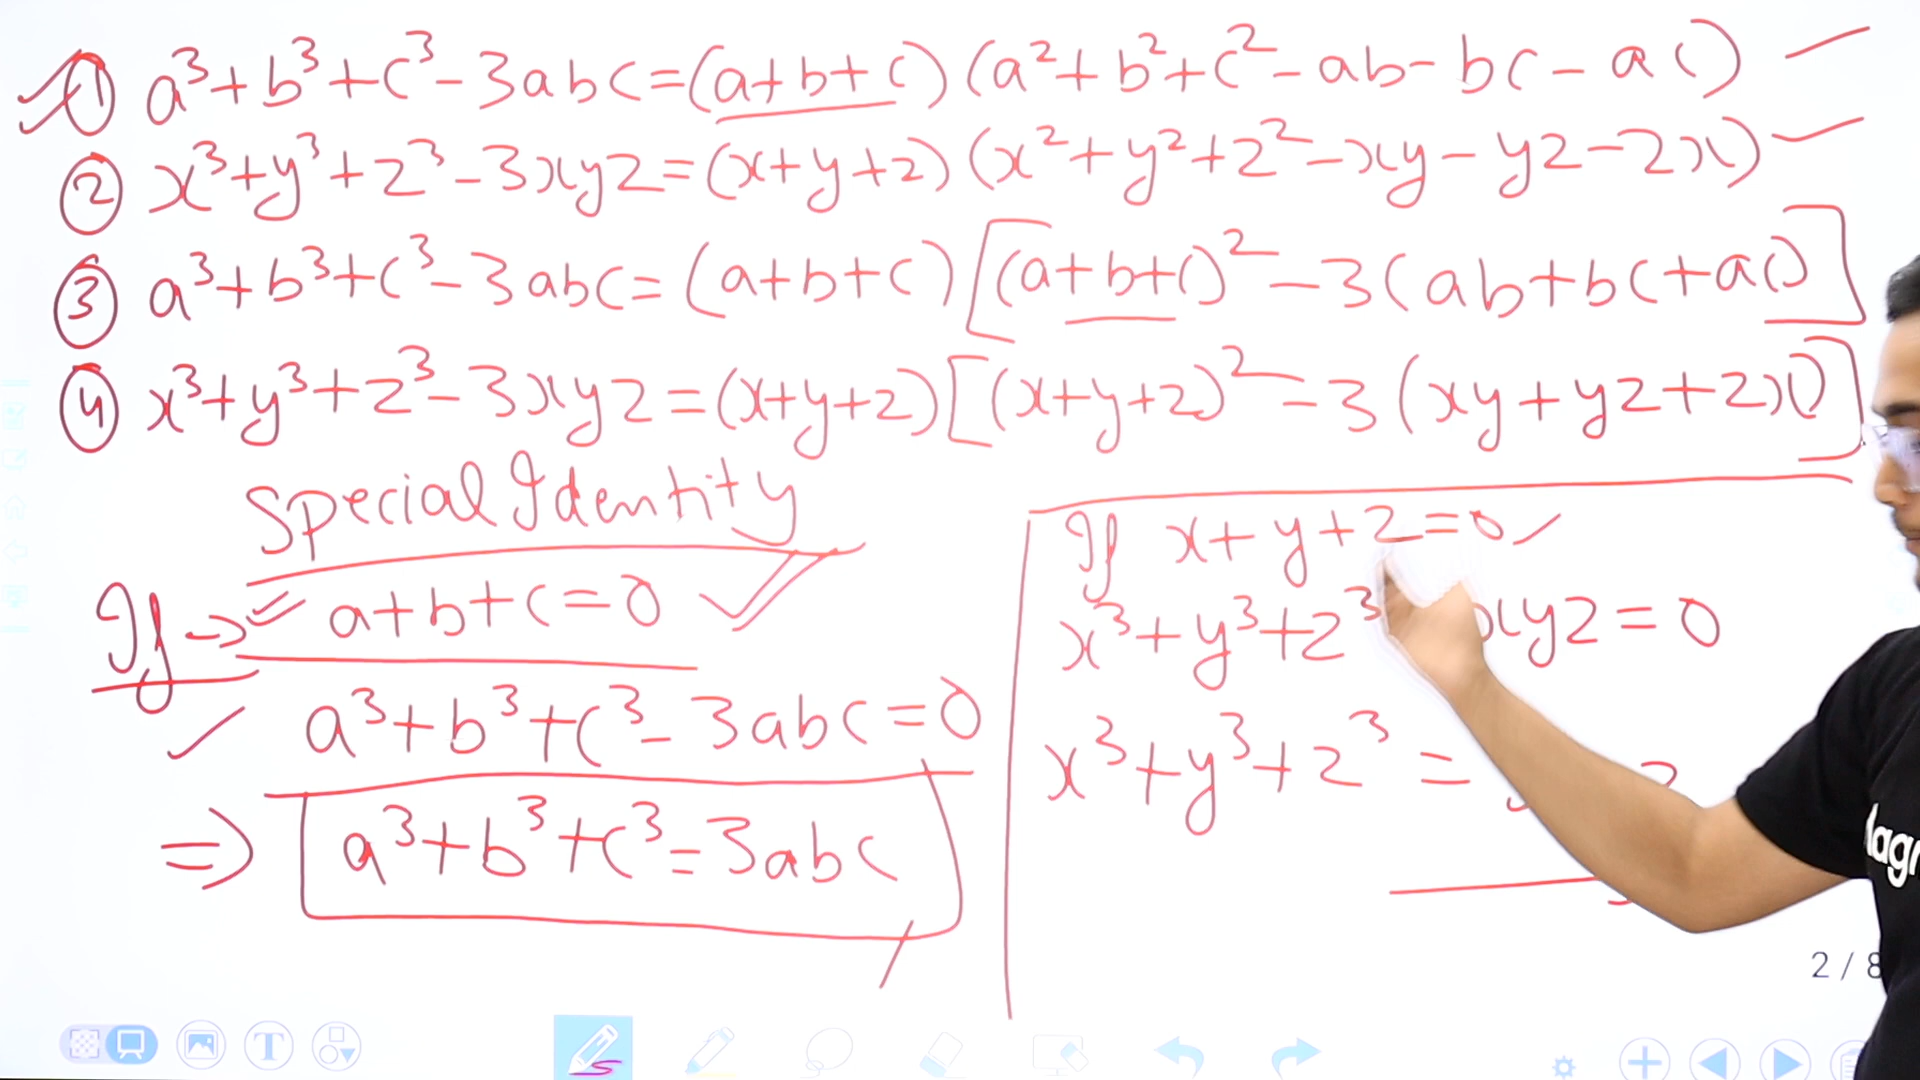 ① a³+b³+c³-3abc=(a+b+c)(a²+b²+c²-ab-bc-ac)
② x³+y³+z³-3xyz=(x+y+z)(x²+y²+z²-xy-yz-zx)
③ a³+b³+c³-3abc=(a+b+c)[(a+b+c)²-3(ab+bc+ac)]
④ x³+y³+z³-3xyz=(x+y+z)[(x+y+z)²-3(xy+yz+zx)]
Special Identity
If → a+b+c=0
a³+b³+c³-3abc=0
⇒ a³+b³+c³=3abc
If x+y+z=0
x³+y³+z³ xyz=0
x³+y³+z³=
2 / 8
T